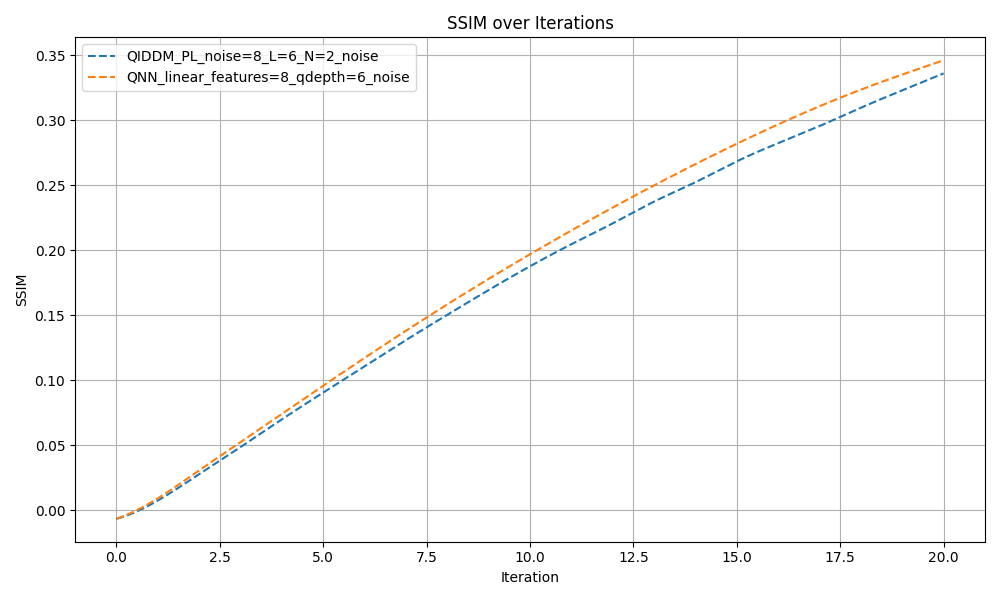 SSIM over Iterations
QIDDM_PL_noise=8_L=6_N=2_noise
QNN_linear_features=8_qdepth=6_noise
SSIM
0.35
0.30
0.25
0.20
0.15
0.10
0.05
0.00
0.0 2.5 5.0 7.5 10.0 12.5 15.0 17.5 20.0
Iteration